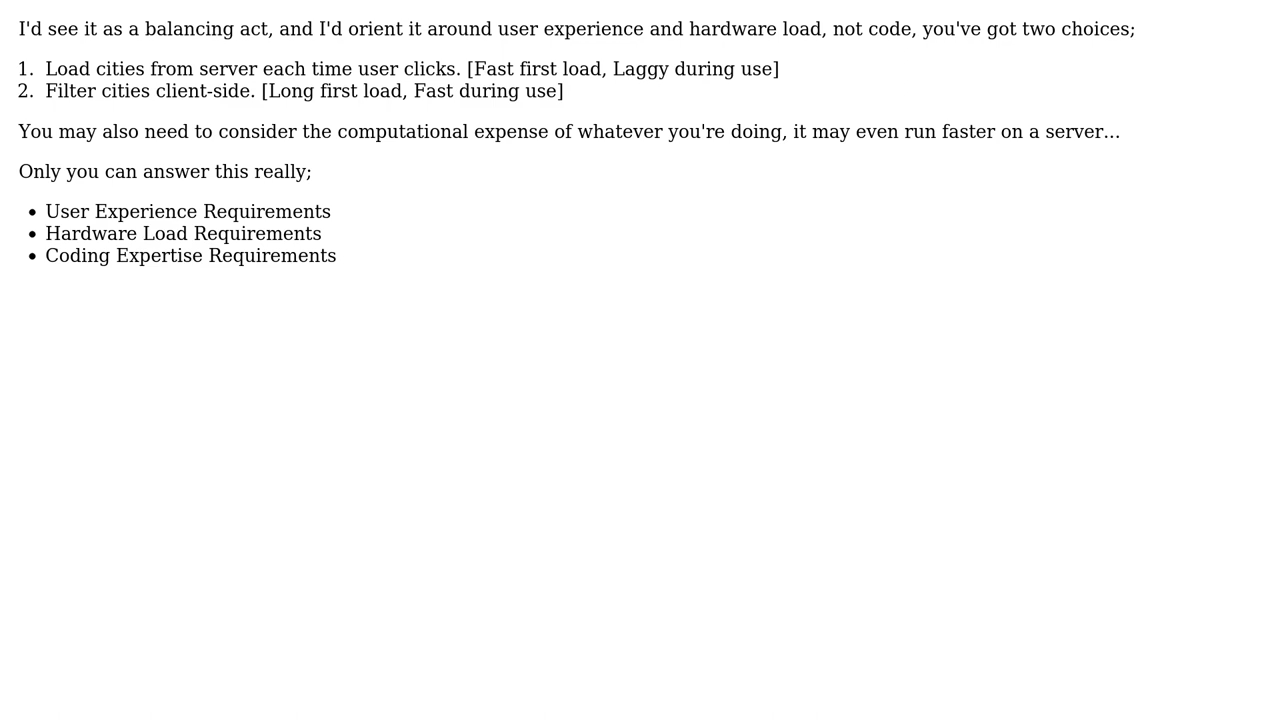 I'd see it as a balancing act, and I'd orient it around user experience and hardware load, not code, you've got two choices;
1. Load cities from server each time user clicks. [Fast first load, Laggy during use]
2. Filter cities client-side. [Long first load, Fast during use]
You may also need to consider the computational expense of whatever you're doing, it may even run faster on a server...
Only you can answer this really;
• User Experience Requirements
• Hardware Load Requirements
• Coding Expertise Requirements